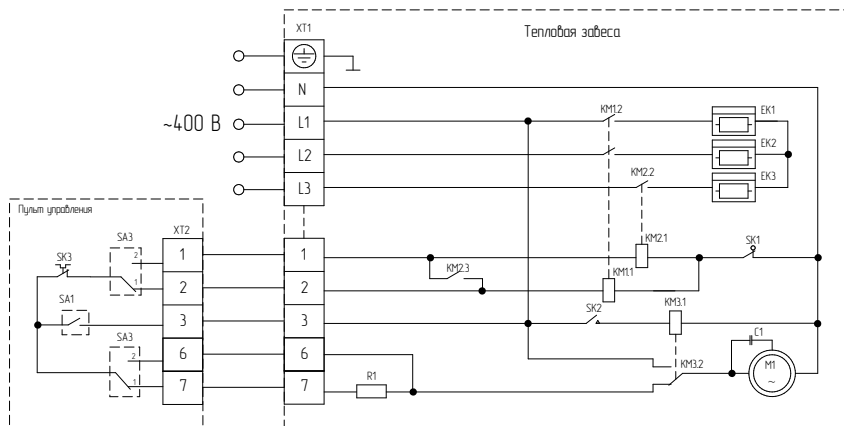 XT1
Тепловая завеса
N
~400 В
L1
L2
L3
KM1.2
EK1
EK2
KM2.2
EK3
Пульт управления
XT2
SA3
SK3
2
1
1
1
KM2.1
SK1
2
2
KM2.3
KM1.1
SA1
3
3
SK2
KM3.1
SA3
2
1
6
6
C1
KM3.2
M1
~
7
7
R1